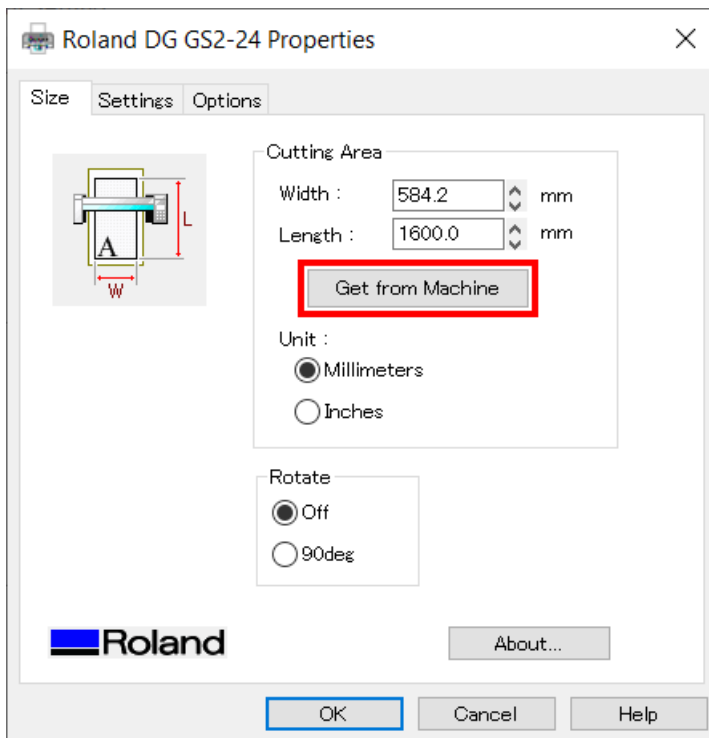 Roland DG GS2-24 Properties
Size Settings Options
Cutting Area
Width : 584.2 mm
Length : 1600.0 mm
Get from Machine
Unit :
Millimeters
Inches
A
L
W
Rotate
Off
90deg
Roland
About...
OK Cancel Help